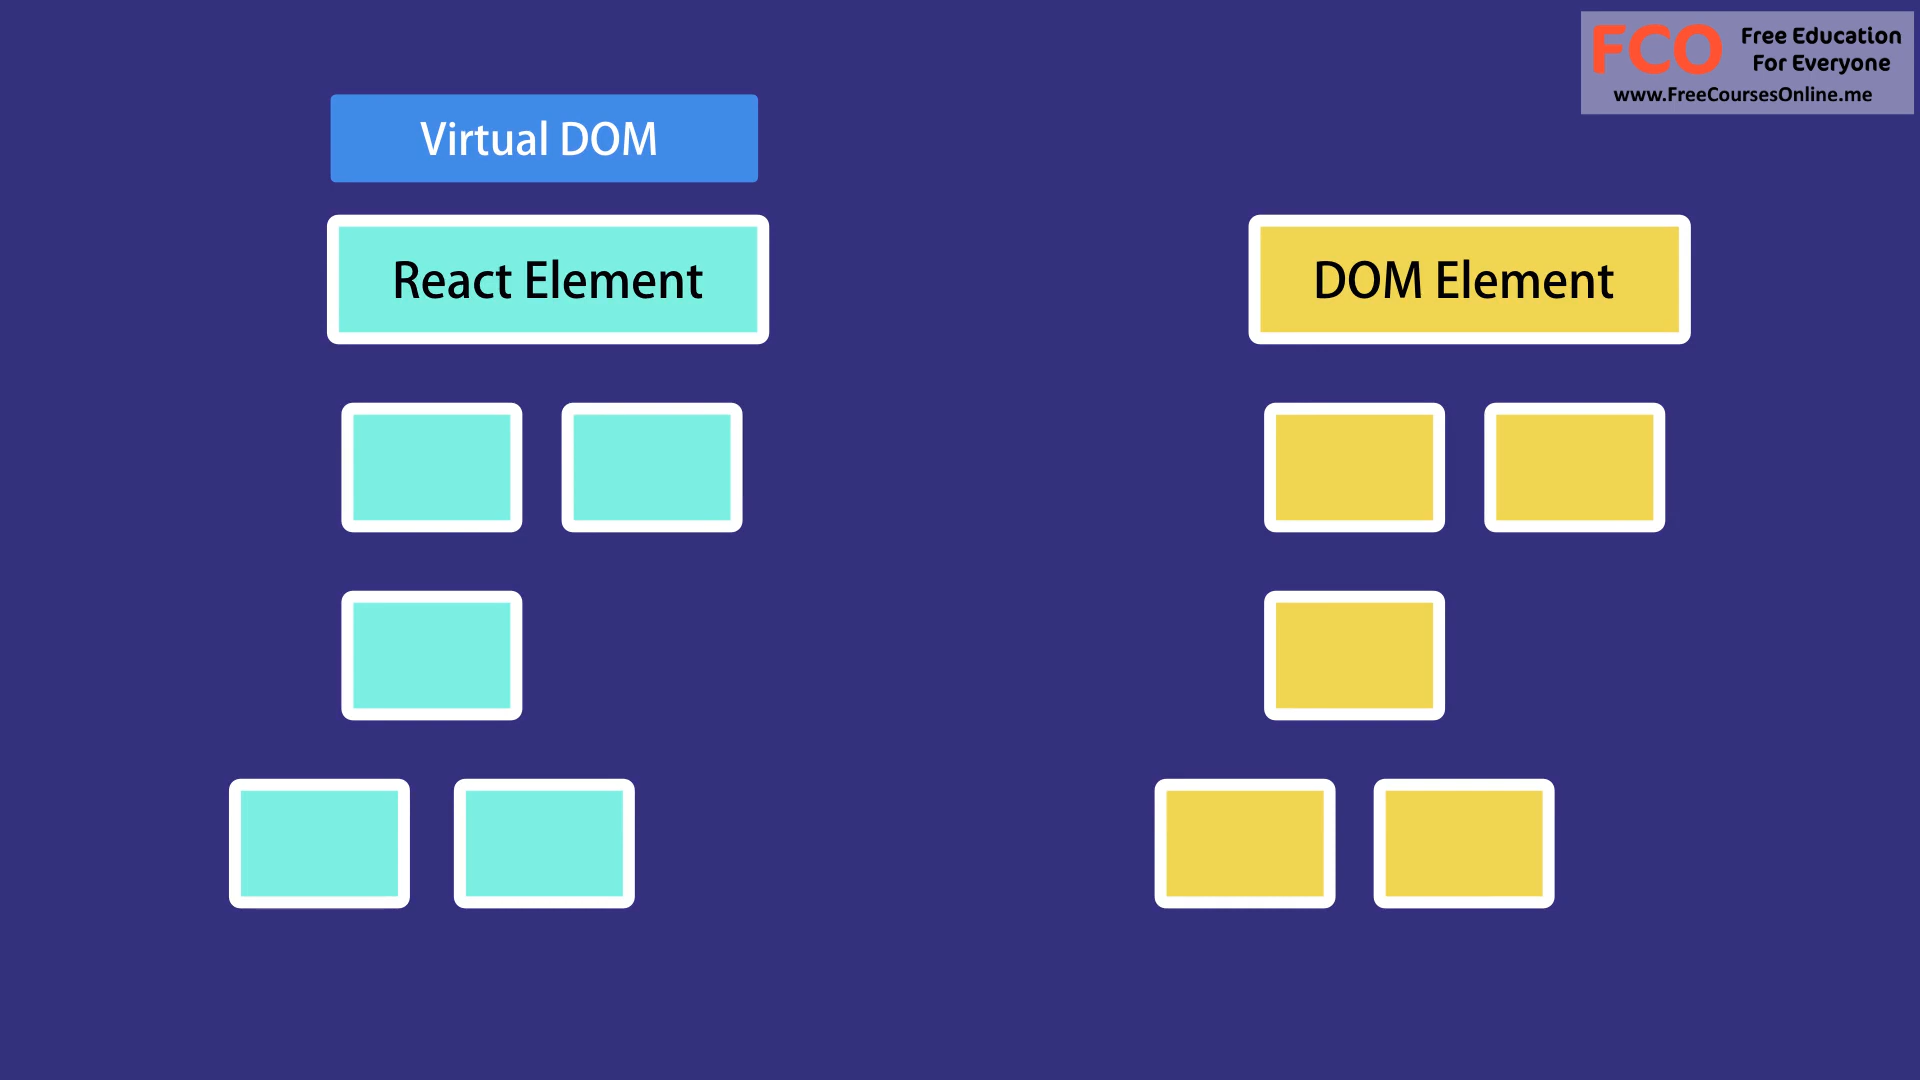 FCO
Free Education
For Everyone
www.FreeCoursesOnline.me
Virtual DOM
React Element
DOM Element